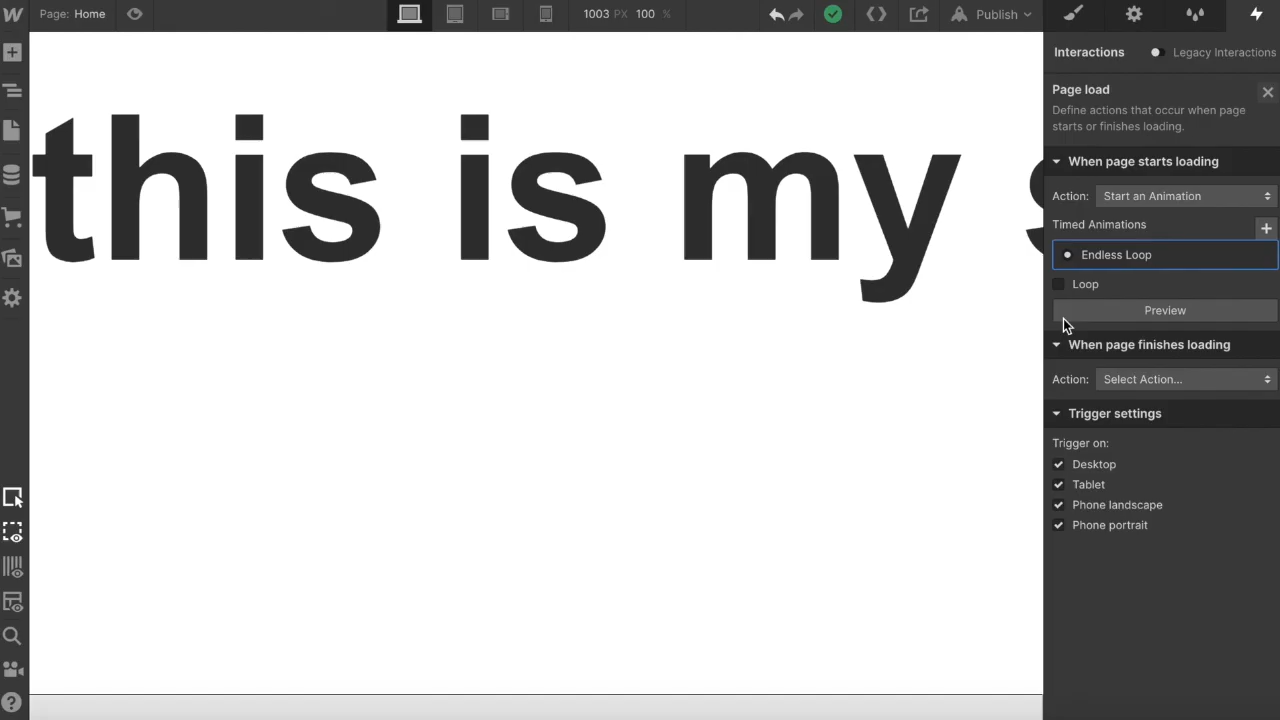 Page: Home
1003 PX 100 %
Publish
this is my s
Interactions
Legacy Interactions
Page load
Define actions that occur when page
starts or finishes loading.
When page starts loading
Action: Start an Animation
Timed Animations
Endless Loop
Loop
Preview
When page finishes loading
Action: Select Action...
Trigger settings
Trigger on:
Desktop
Tablet
Phone landscape
Phone portrait